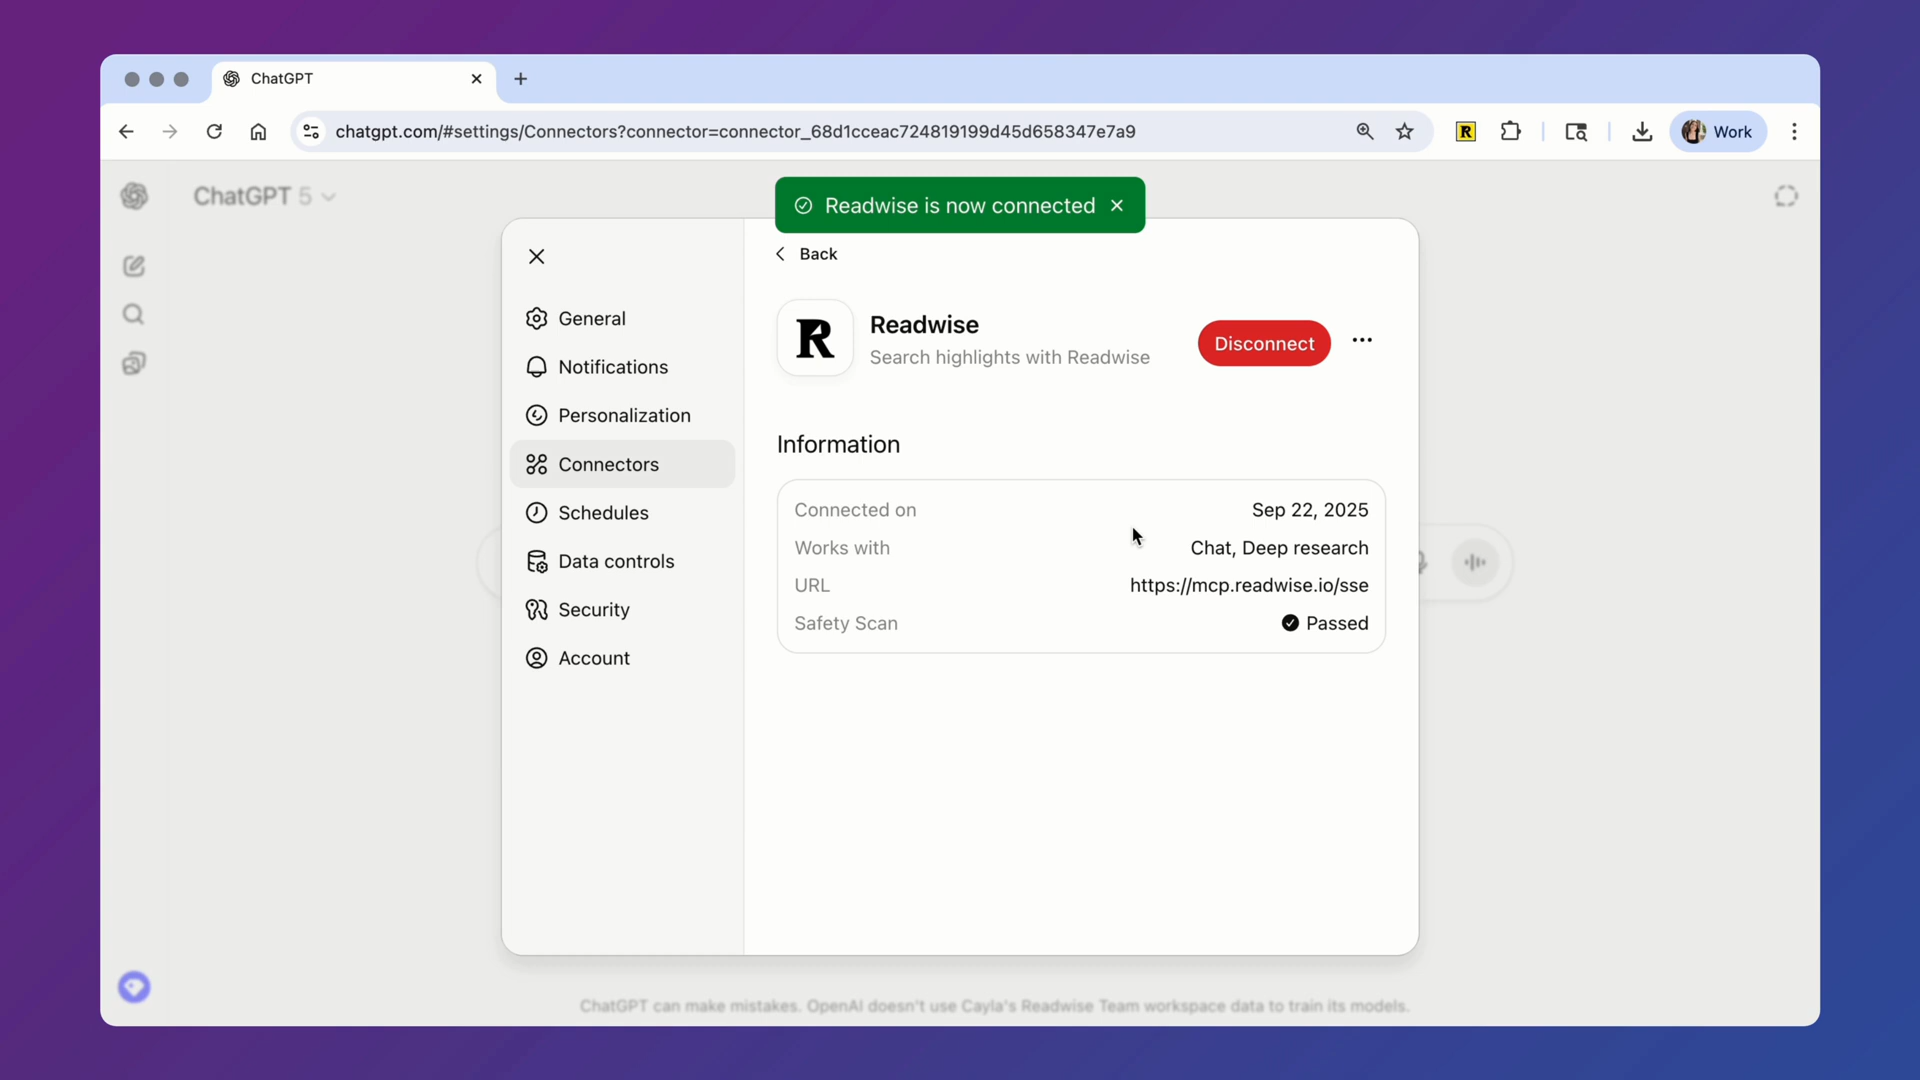 ChatGPT
chatgpt.com/#settings/Connectors?connector=connector_68d1cceac724819199d45d658347e7a9
R
Work
ChatGPT 5
Readwise is now connected
Back
General
Notifications
Personalization
Connectors
Schedules
Data controls
Security
Account
R
Readwise
Search highlights with Readwise
Disconnect
Information
Connected on Sep 22, 2025
Works with Chat, Deep research
URL https://mcp.readwise.io/sse
Safety Scan Passed
ChatGPT can make mistakes. OpenAI doesn't use Cayla's Readwise Team workspace data to train its models.